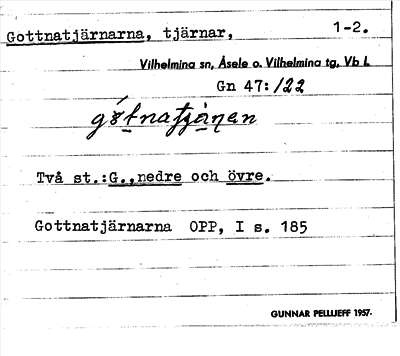 Gottnatjärnarna, tjärnar, 1-2.
Vilhelmina sn, Åsele o. Vilhelmina tg, Vb L
Gn 47:122
Två st.:G.,nedre och övre.
Gottnatjärnarna OPP, I s. 185
GUNNAR PELLIJEFF 1957.